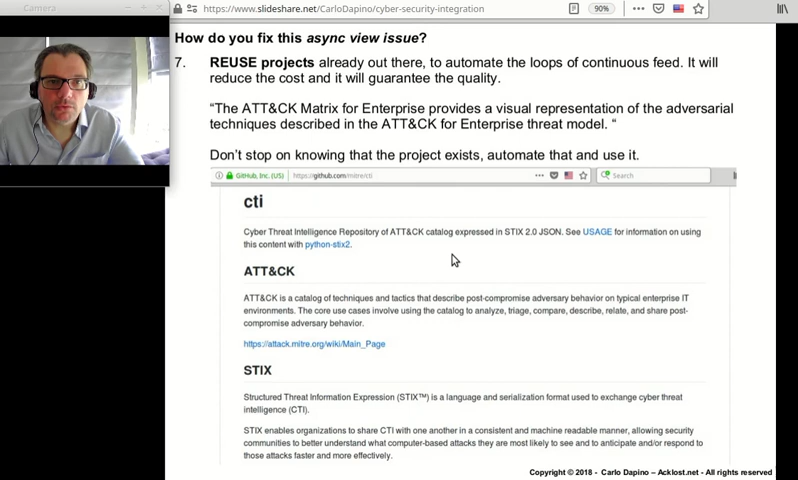 Camera
https://www.slideshare.net/CarloDapino/cyber-security-integration
90%
Search
How do you fix this async view issue?
7. REUSE projects already out there, to automate the loops of continuous feed. It will
reduce the cost and it will guarantee the quality.
“The ATT&CK Matrix for Enterprise provides a visual representation of the adversarial
techniques described in the ATT&CK for Enterprise threat model. “
Don’t stop on knowing that the project exists, automate that and use it.
GitHub, Inc. (US) https://github.com/mitre/cti
Search
cti
Cyber Threat Intelligence Repository of ATT&CK catalog expressed in STIX 2.0 JSON. See USAGE for information on using
this content with python-stix2.
ATT&CK
ATT&CK is a catalog of techniques and tactics that describe post-compromise adversary behavior on typical enterprise IT
environments. The core use cases involve using the catalog to analyze, triage, compare, describe, relate, and share post-
compromise adversary behavior.
https://attack.mitre.org/wiki/Main_Page
STIX
Structured Threat Information Expression (STIX™) is a language and serialization format used to exchange cyber threat
intelligence (CTI).
STIX enables organizations to share CTI with one another in a consistent and machine readable manner, allowing security
communities to better understand what computer-based attacks they are most likely to see and to anticipate and/or respond to
those attacks faster and more effectively.
Copyright © 2018 - Carlo Dapino – Acklost.net - All rights reserved